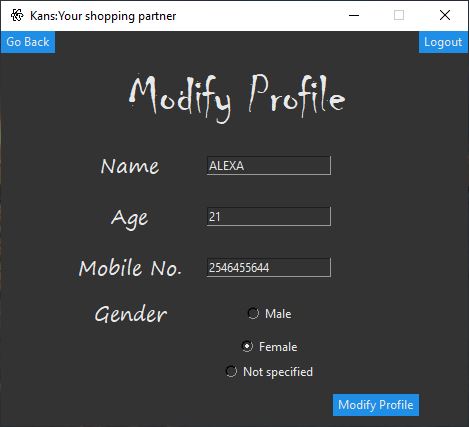 Kans:Your shopping partner
Go Back Logout
Modify Profile
Name ALEXA
Age 21
Mobile No. 2546455644
Gender Male
Female
Not specified
Modify Profile